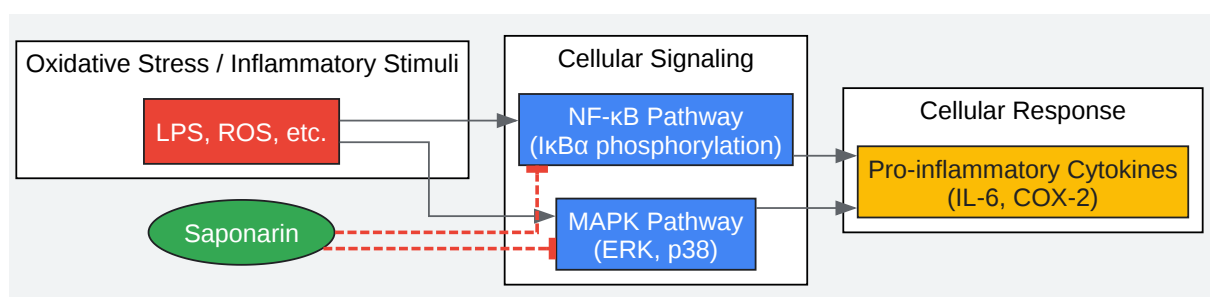 Oxidative Stress / Inflammatory Stimuli
LPS, ROS, etc.
Saponarin
Cellular Signaling
NF-κB Pathway
(IκBα phosphorylation)
MAPK Pathway
(ERK, p38)
Cellular Response
Pro-inflammatory Cytokines
(IL-6, COX-2)